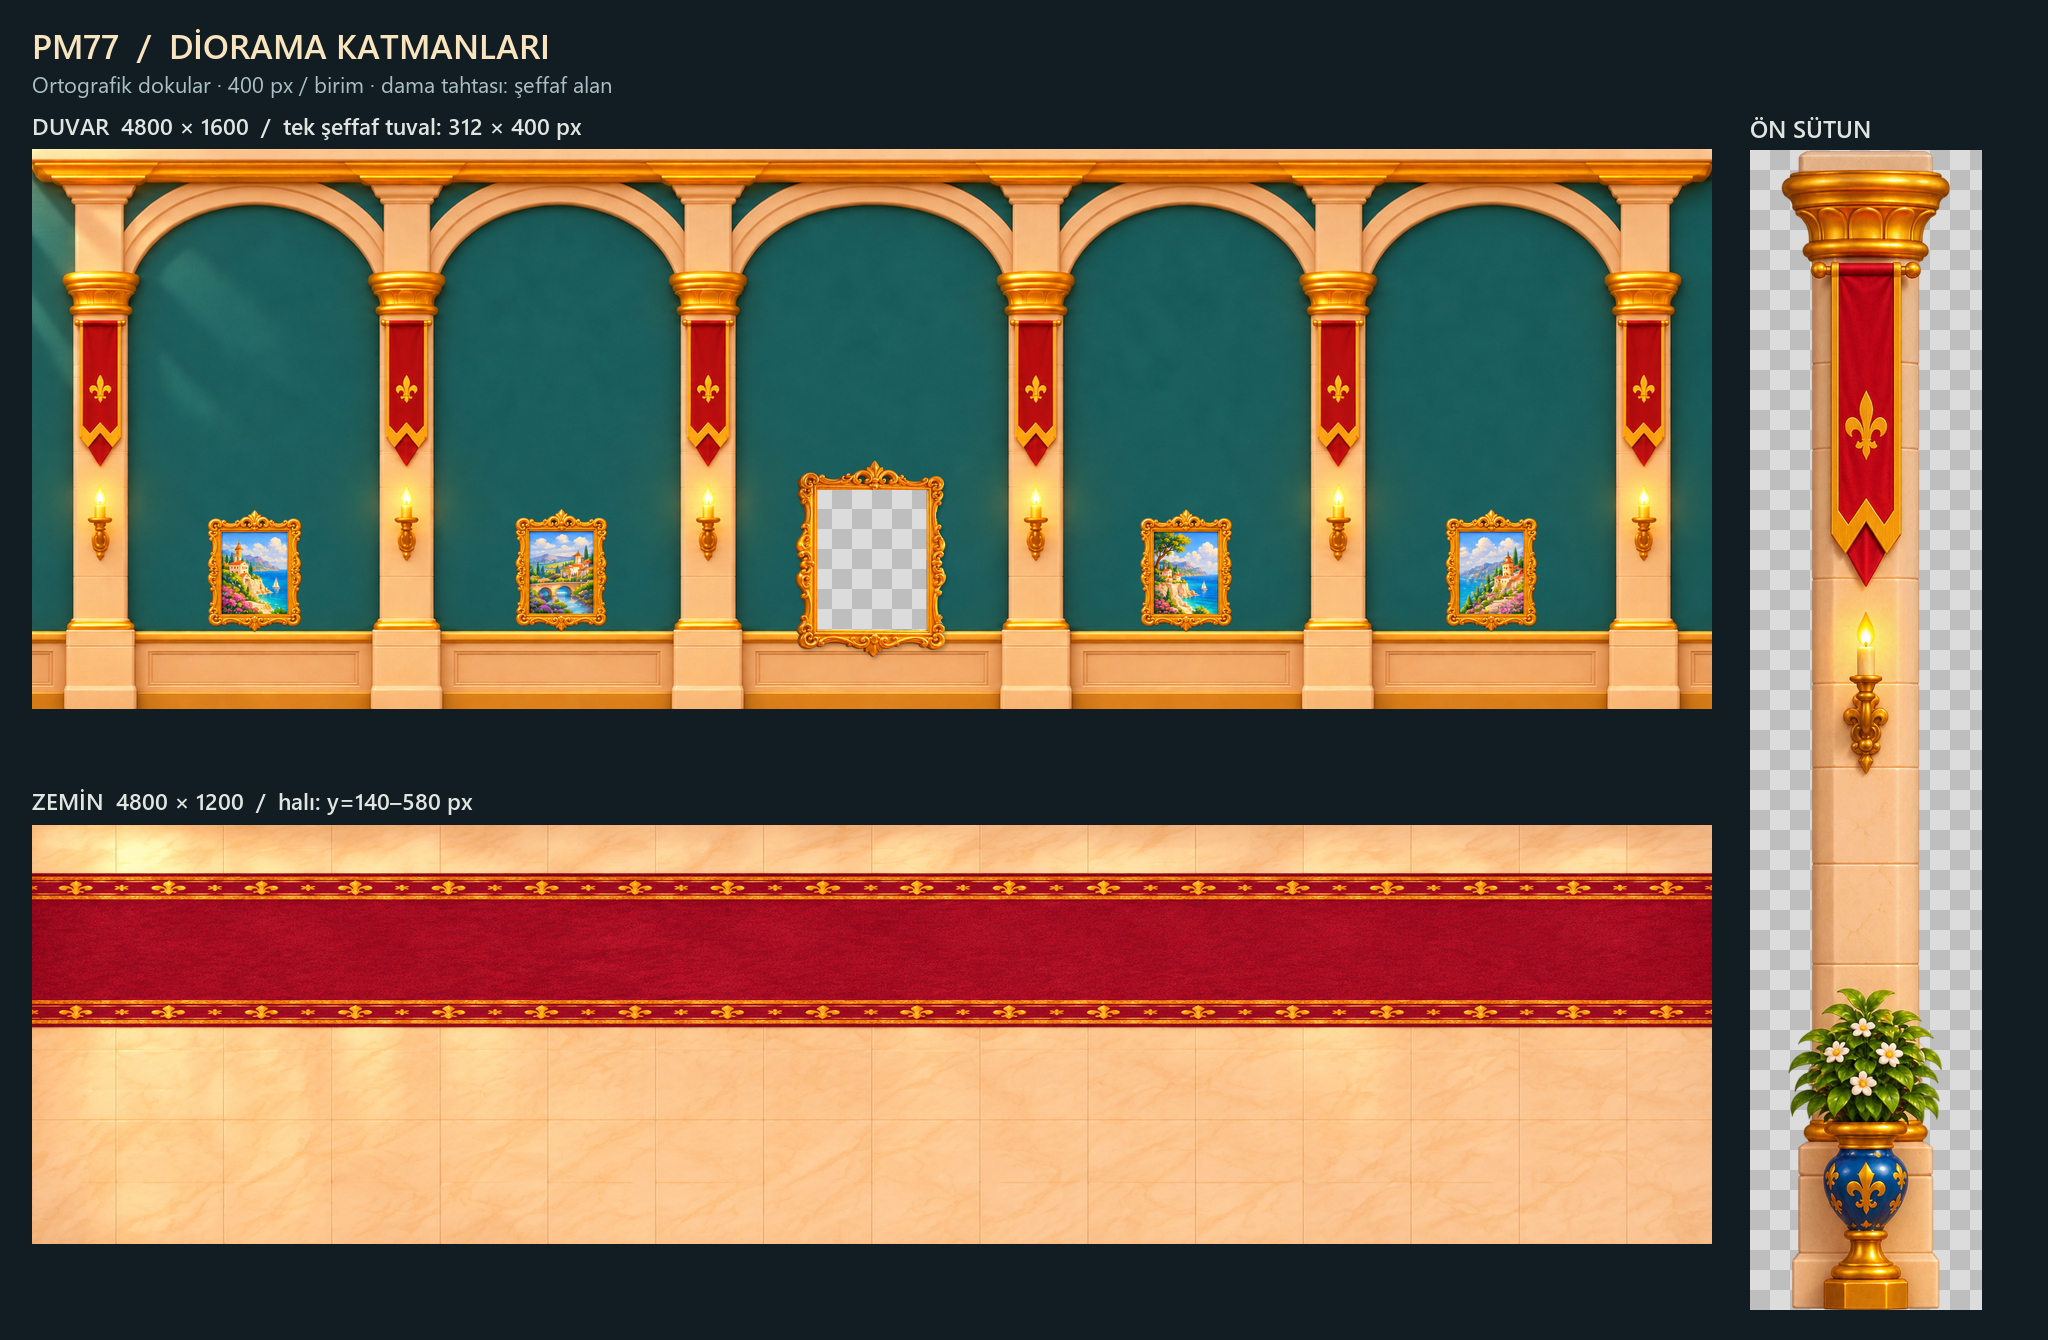 PM77 / DİORAMA KATMANLARI
Ortografik dokular · 400 px / birim · dama tahtası: şeffaf alan
DUVAR 4800 × 1600 / tek şeffaf tuval: 312 × 400 px
ÖN SÜTUN
ZEMİN 4800 × 1200 / halı: y=140–580 px